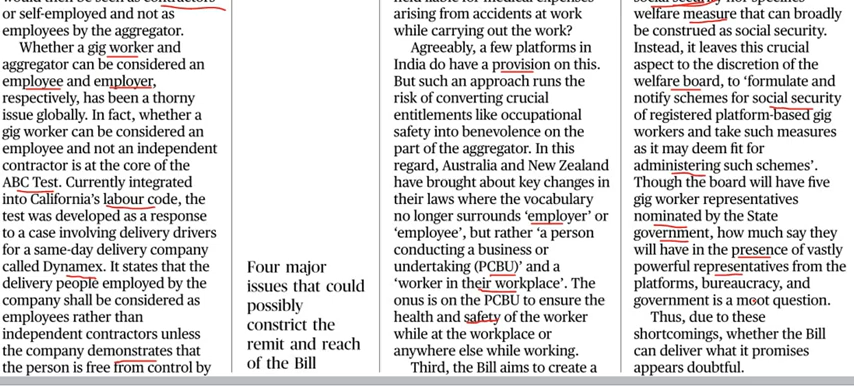 or self-employed and not as
employees by the aggregator.
Whether a gig worker and
aggregator can be considered an
employee and employer,
respectively, has been a thorny
issue globally. In fact, whether a
gig worker can be considered an
employee and not an independent
contractor is at the core of the
ABC Test. Currently integrated
into California's labour code, the
test was developed as a response
to a case involving delivery drivers
for a same-day delivery company
called Dynamex. It states that the
delivery people employed by the
company shall be considered as
employees rather than
independent contractors unless
the company demonstrates that
the person is free from control by
Four major
issues that could
possibly
constrict the
remit and reach
of the Bill
arising from accidents at work
while carrying out the work?
Agreeably, a few platforms in
India do have a provision on this.
But such an approach runs the
risk of converting crucial
entitlements like occupational
safety into benevolence on the
part of the aggregator. In this
regard, Australia and New Zealand
have brought about key changes in
their laws where the vocabulary
no longer surrounds 'employer' or
'employee', but rather 'a person
conducting a business or
undertaking (PCBU)' and a
'worker in their workplace'. The
onus is on the PCBU to ensure the
health and safety of the worker
while at the workplace or
anywhere else while working.
Third, the Bill aims to create a
welfare measure that can broadly
be construed as social security.
Instead, it leaves this crucial
aspect to the discretion of the
welfare board, to 'formulate and
notify schemes for social security
of registered platform-based gig
workers and take such measures
as it may deem fit for
administering such schemes'.
Though the board will have five
gig worker representatives
nominated by the State
government, how much say they
will have in the presence of vastly
powerful representatives from the
platforms, bureaucracy, and
government is a moot question.
Thus, due to these
shortcomings, whether the Bill
can deliver what it promises
appears doubtful.